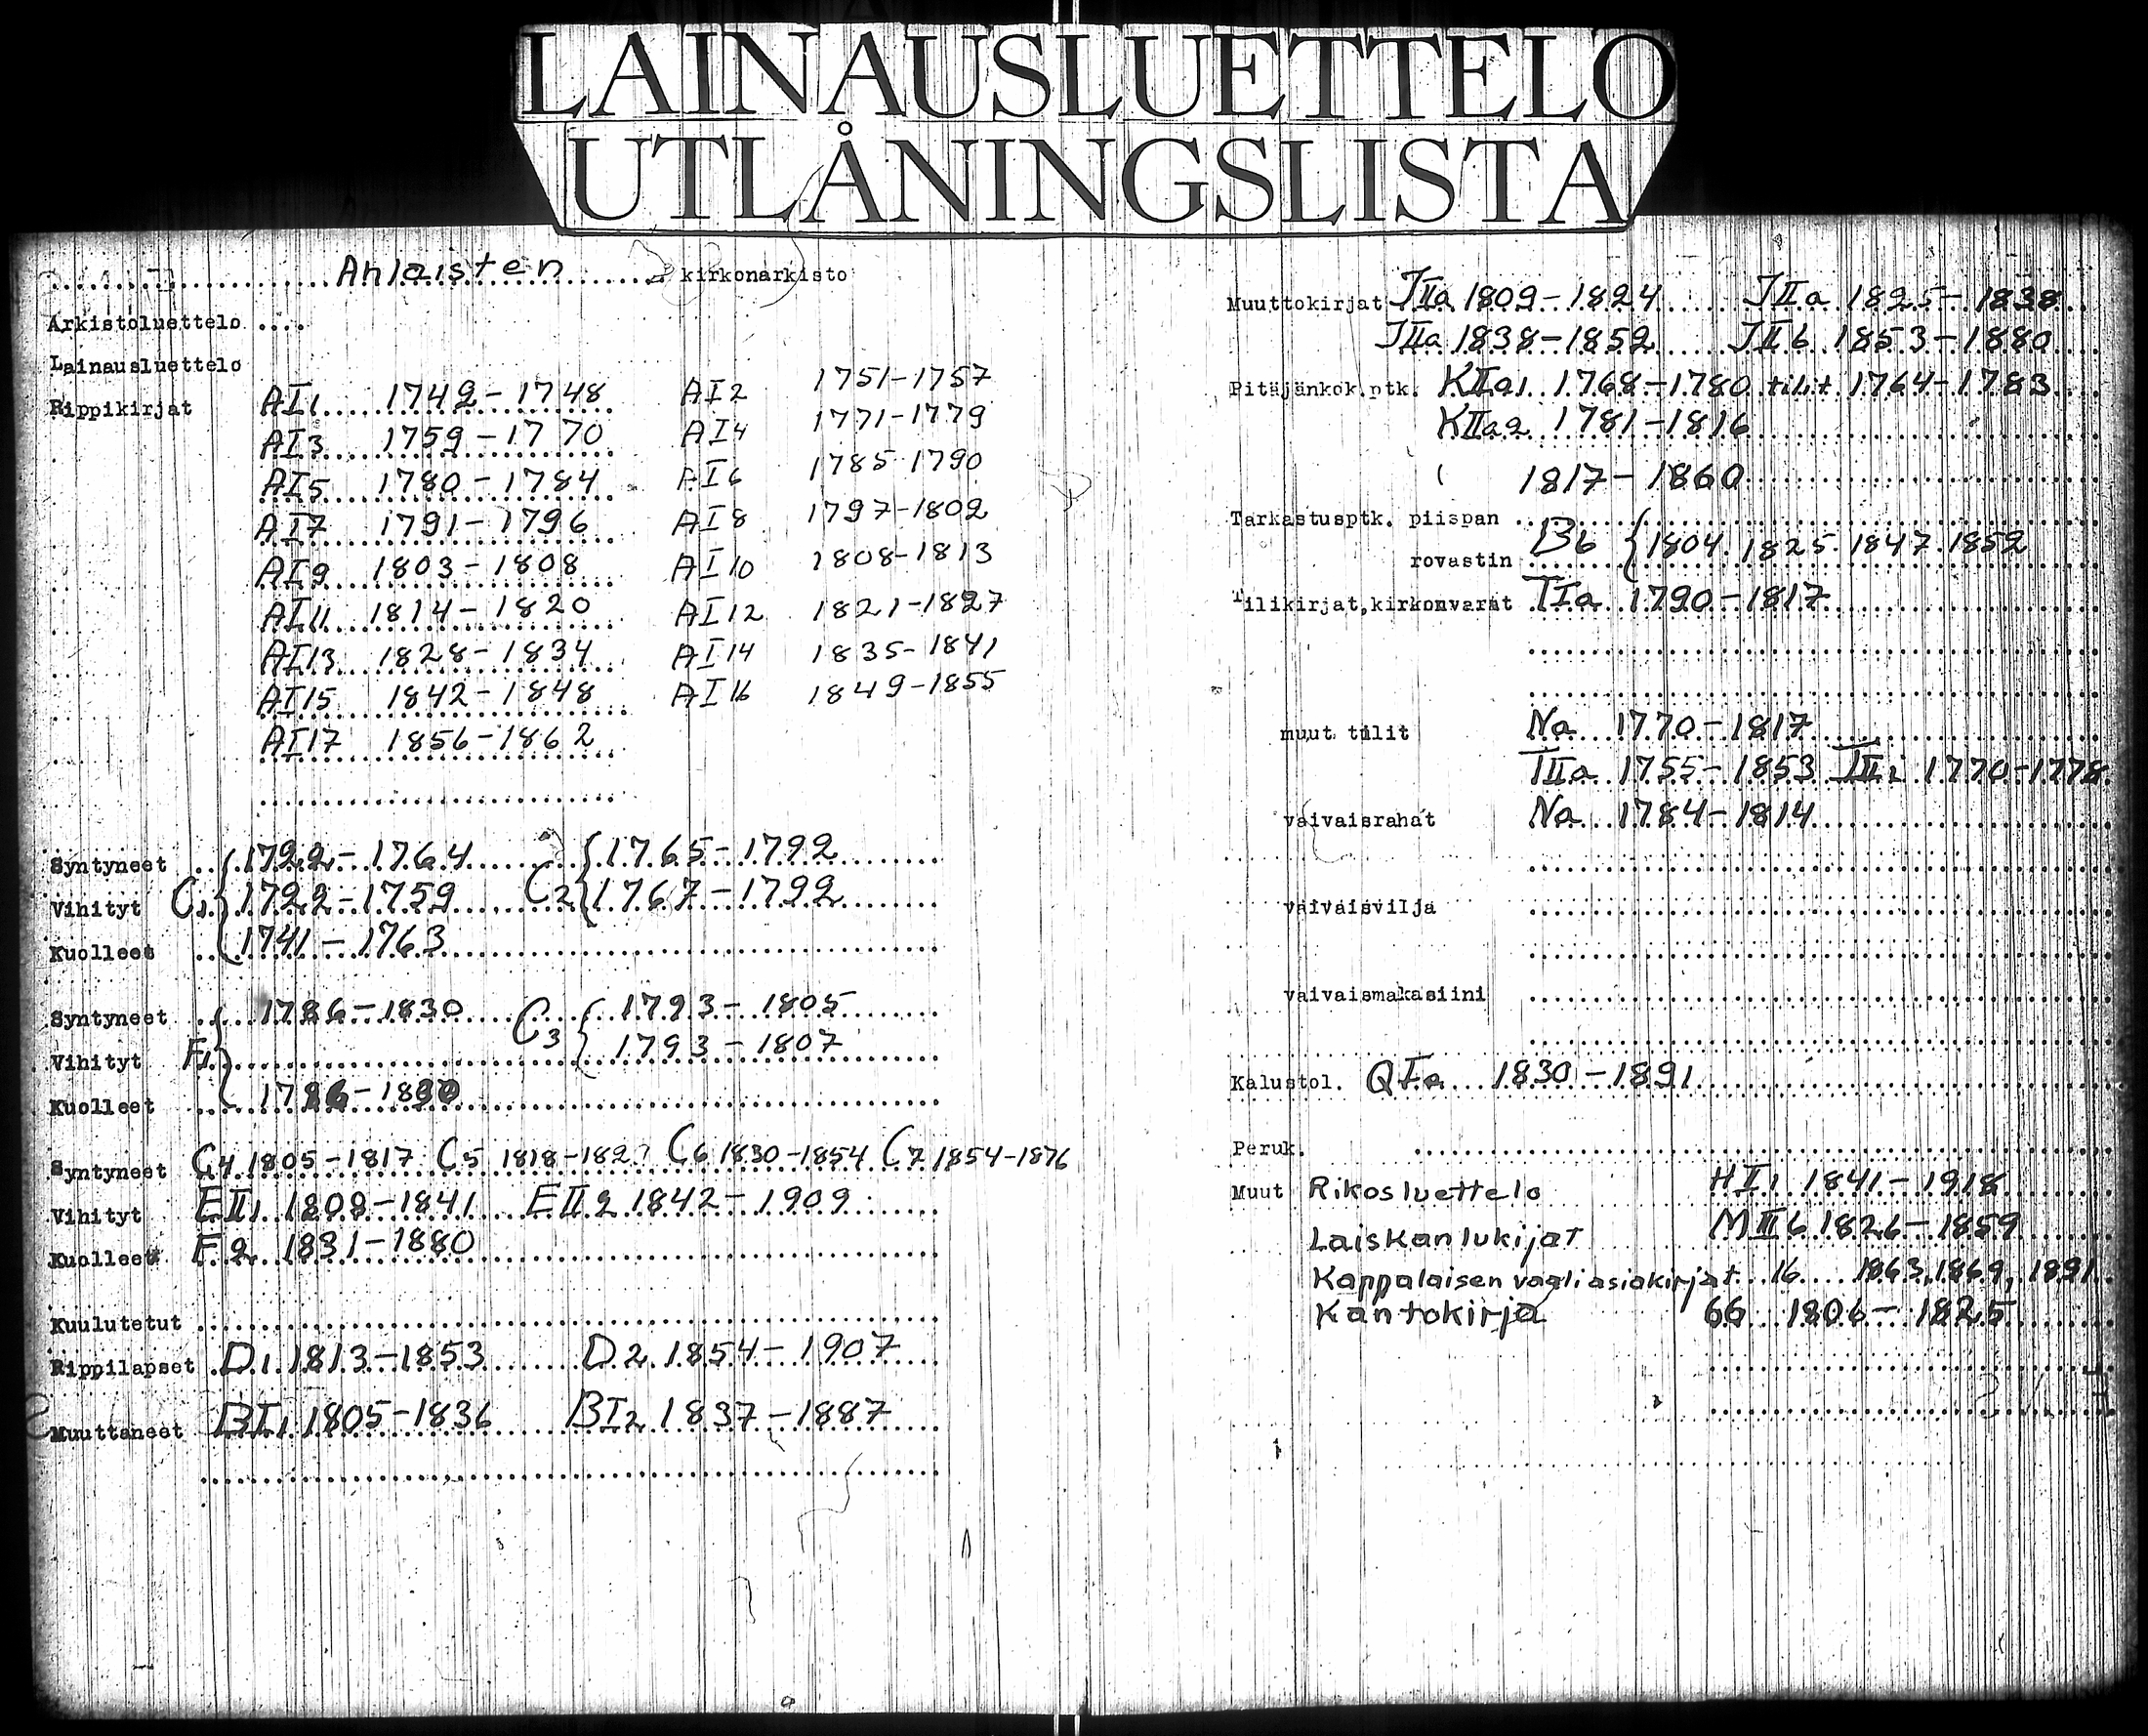 LAINAUSLUETTELO
UTLÅNINGSLISTA
Ahlaisten kirkonarkisto
Arkistoluettelo
Lainausluettelo
Rippikirjat AI1 1742-1748 AI2 1751-1757
AI3 1759-1770 AI4 1771-1779
AI5 1780-1784 AI6 1785-1790
AI7 1791-1796 AI8 1797-1802
AI9 1803-1808 AI10 1808-1813
AI11 1814-1820 AI12 1821-1827
AI13 1828-1834 AI14 1835-1841
AI15 1842-1848 AI16 1849-1855
AI17 1856-1862
Syntyneet 1722-1764 1765-1792
Vihityt C1 1722-1759 C2 1767-1792
Kuolleet 1741-1763
Syntyneet 1786-1830 C3 1793-1805
Vihityt F1 1793-1807
Kuolleet
Syntyneet C4 1805-1817 C5 1818-182 C6 1830-1854 C7 1854-1876
Vihityt EII1 1808-1841 EII2 1842-1909
Kuolleet F2 1831-1880
Kuulutetut
Rippilapset D1 1813-1853 D2 1854-1907
Muuttaneet BI1 1805-1836 BI2 1837-1887
Muuttokirjat JIIa 1809-1824 JIIa 1825-1838
JIIa 1838-1852 JIIb 1853-1880
Pitäjänkok.ptk. KIIa1 1768-1780 tilit 1764-1783
KIIa2 1781-1816
1817-1860
Tarkastusptk. piispan
rovastin B6 1804. 1825. 1847. 1852
Tilikirjat,kirkonvarat TIa 1790-1817
muut tilit Na 1770-1817
TIIa 1755-1853 TIIi 1770-1778
vaivaisrahat Na 1784-1814
vaivaisvilja
vaivaismakasiini
Kalustol. QIa 1830-1891
Peruk.
Muut Rikosluettelo HI1 1841-1918
Laiskanlukijat MIIIb 1826-1859
Kappalaisen vaaliasiakirjat 16 1863, 1869, 1891
Kantokirja 66 1806-1825